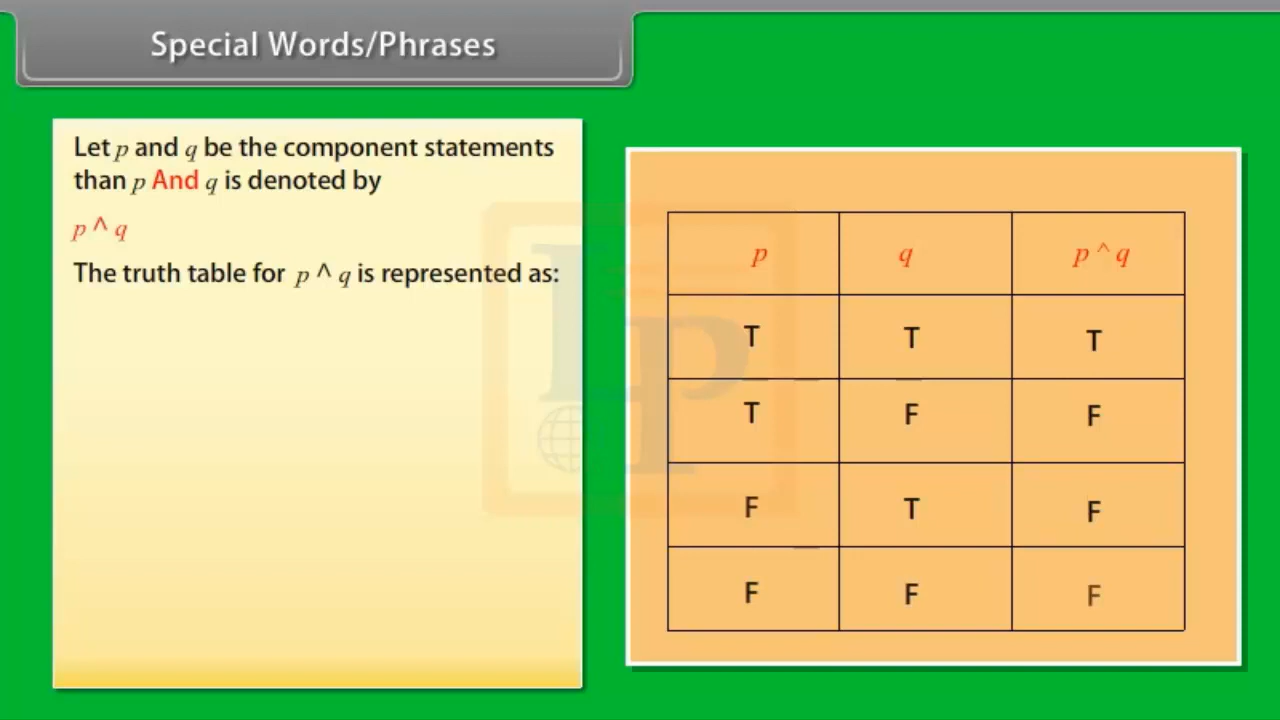 Special Words/Phrases
Let p and q be the component statements
than p And q is denoted by
p ^ q
The truth table for p ^ q is represented as:
p q p ^ q
T T T
T F F
F T F
F F F